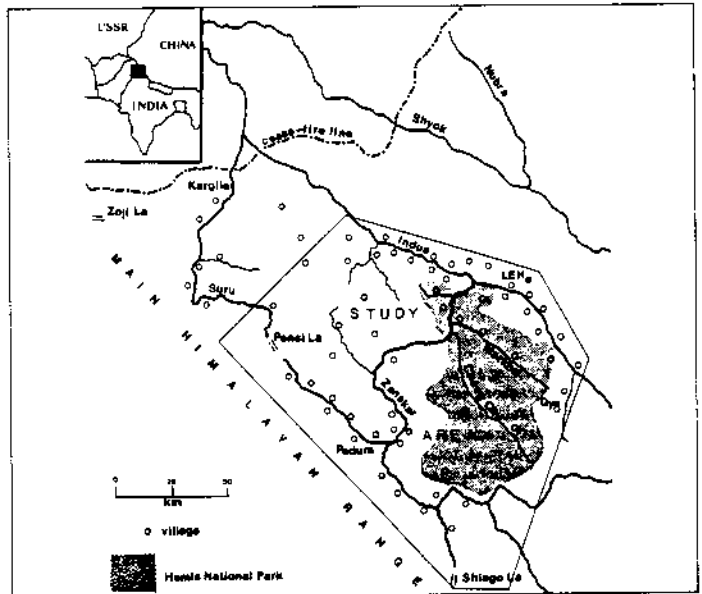 L'SSR
CHINA
INDIA
Nubra
Shyok
Cease-fire line
Kargil
Zoji La
Indus
LEH
Suru
STUDY
Pensi La
Zanskar
AREA
Padum
MAIN HIMALAYAN RANGE
0 25 50
km
village
Hemis National Park
Shingo La